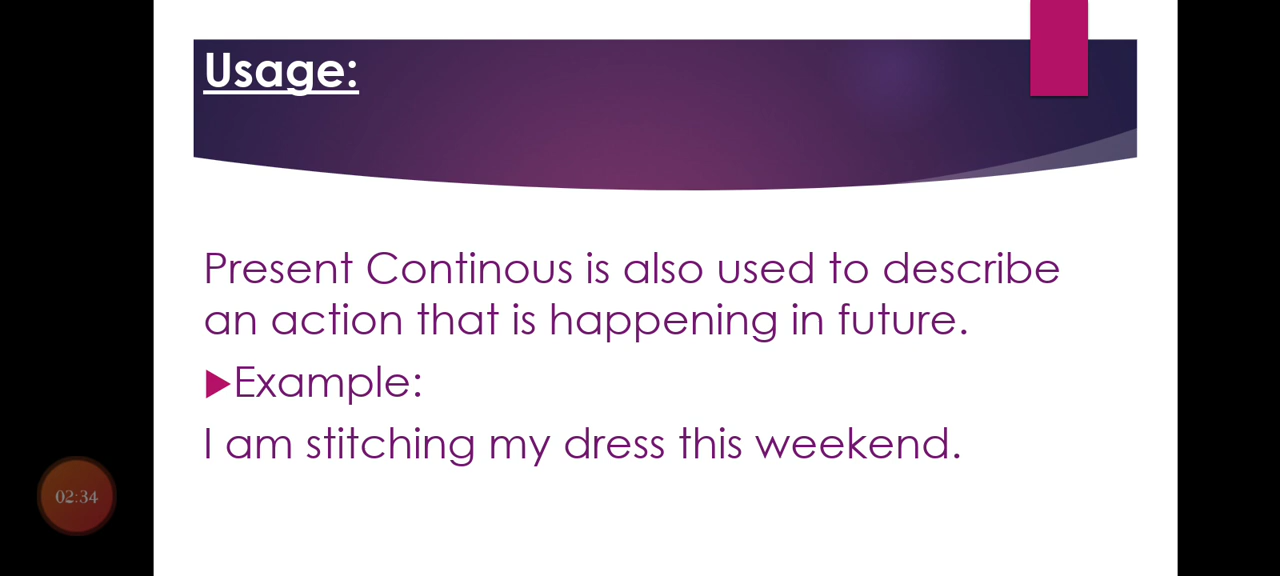 Usage:
Present Continous is also used to describe
an action that is happening in future.
Example:
I am stitching my dress this weekend.
02:34